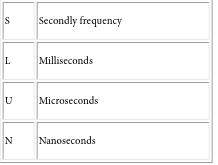 S Secondly frequency
L Milliseconds
U Microseconds
N Nanoseconds